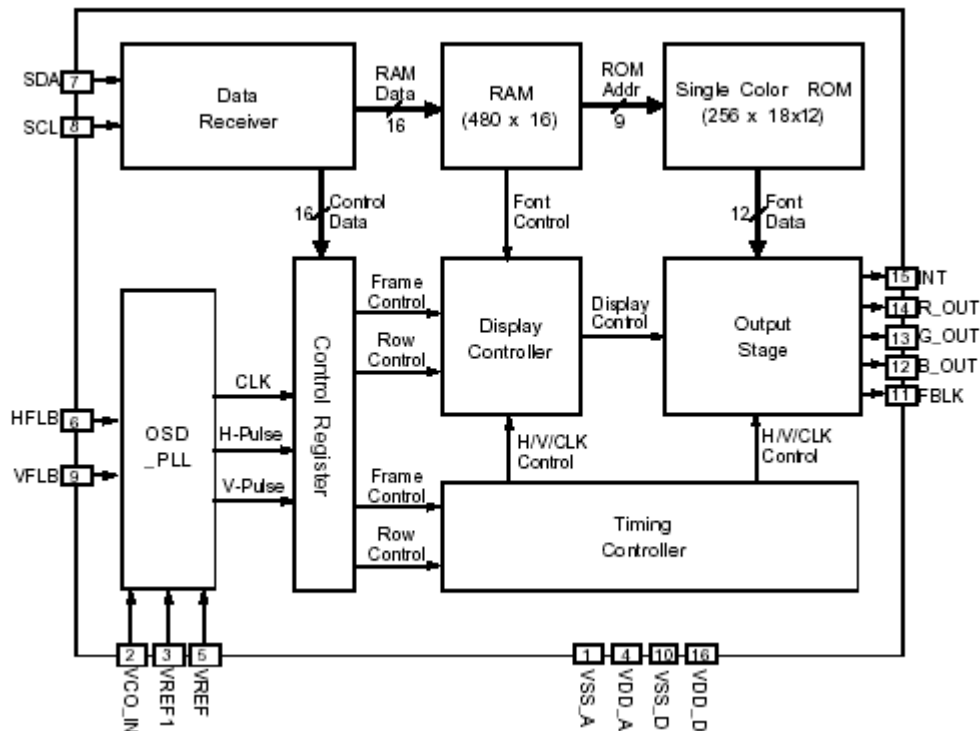 SDA
7
SCL
8
Data
Receiver
RAM
Data
16
RAM
(480 x 16)
ROM
Addr
9
Single Color ROM
(256 x 18x12)
16
Control
Data
Font
Control
12
Font
Data
HFLB
6
VFLB
9
OSD
_PLL
CLK
H-Pulse
V-Pulse
Control Register
Frame
Control
Row
Control
Display
Controller
Display
Control
Output
Stage
15
INT
14
R_OUT
13
G_OUT
12
B_OUT
11
FBLK
H/V/CLK
Control
H/V/CLK
Control
Frame
Control
Row
Control
Timing
Controller
2
VCO_IN
3
VREF1
5
VREF
1
VSS_A
4
VDD_A
10
VSS_D
16
VDD_D